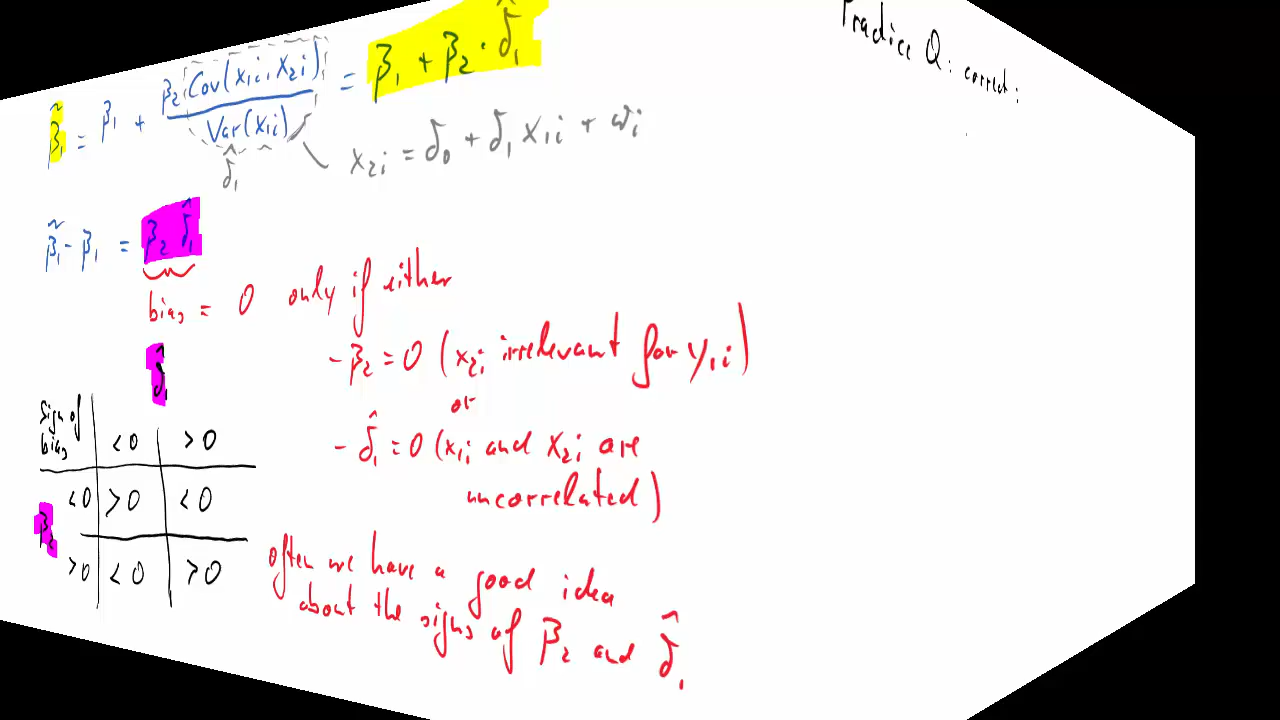 β̃₁ = β₁ + β₂ Cov(x₁ᵢ, x₂ᵢ) / Var(x₁ᵢ) = β₁ + β₂ · δ̂₁
δ̂₁
x₂ᵢ = δ₀ + δ₁ x₁ᵢ + ωᵢ
β̃₁ - β₁ = β₂ δ̂₁
bias = 0 only if either
- β₂ = 0 (x₂ᵢ irrelevant for y₁ᵢ)
or
- δ̂₁ = 0 (x₁ᵢ and x₂ᵢ are
uncorrelated)
δ̂₁
Sign of
bias <0 >0
<0 >0 <0
β₂
>0 <0 >0
often we have a good idea
about the signs of β₂ and δ̂₁
Practice Q: correct: